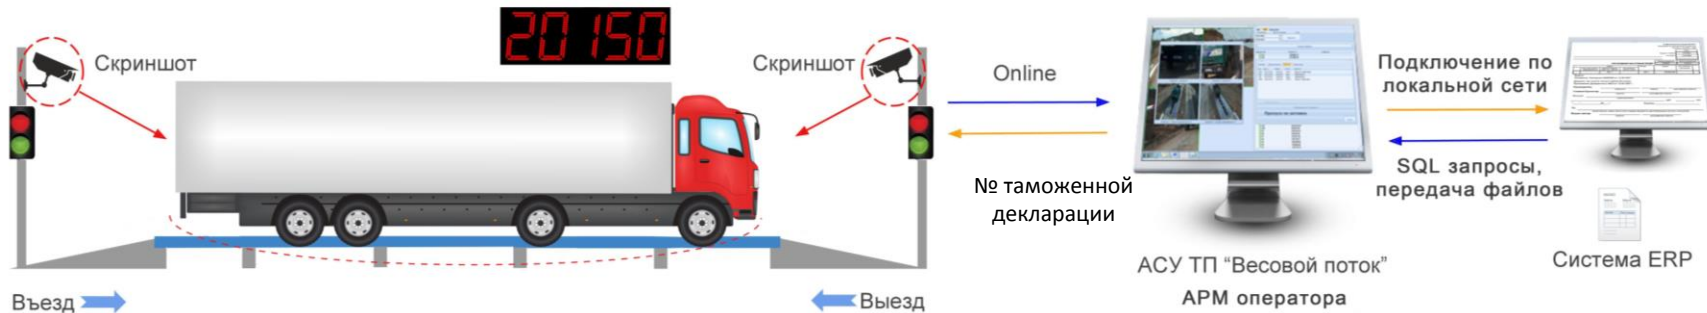 20150
Скриншот
Скриншот
Online
№ таможенной
декларации
Подключение по
локальной сети
SQL запросы,
передача файлов
АСУ ТП “Весовой поток”
АРМ оператора
Система ERP
Въезд
Выезд